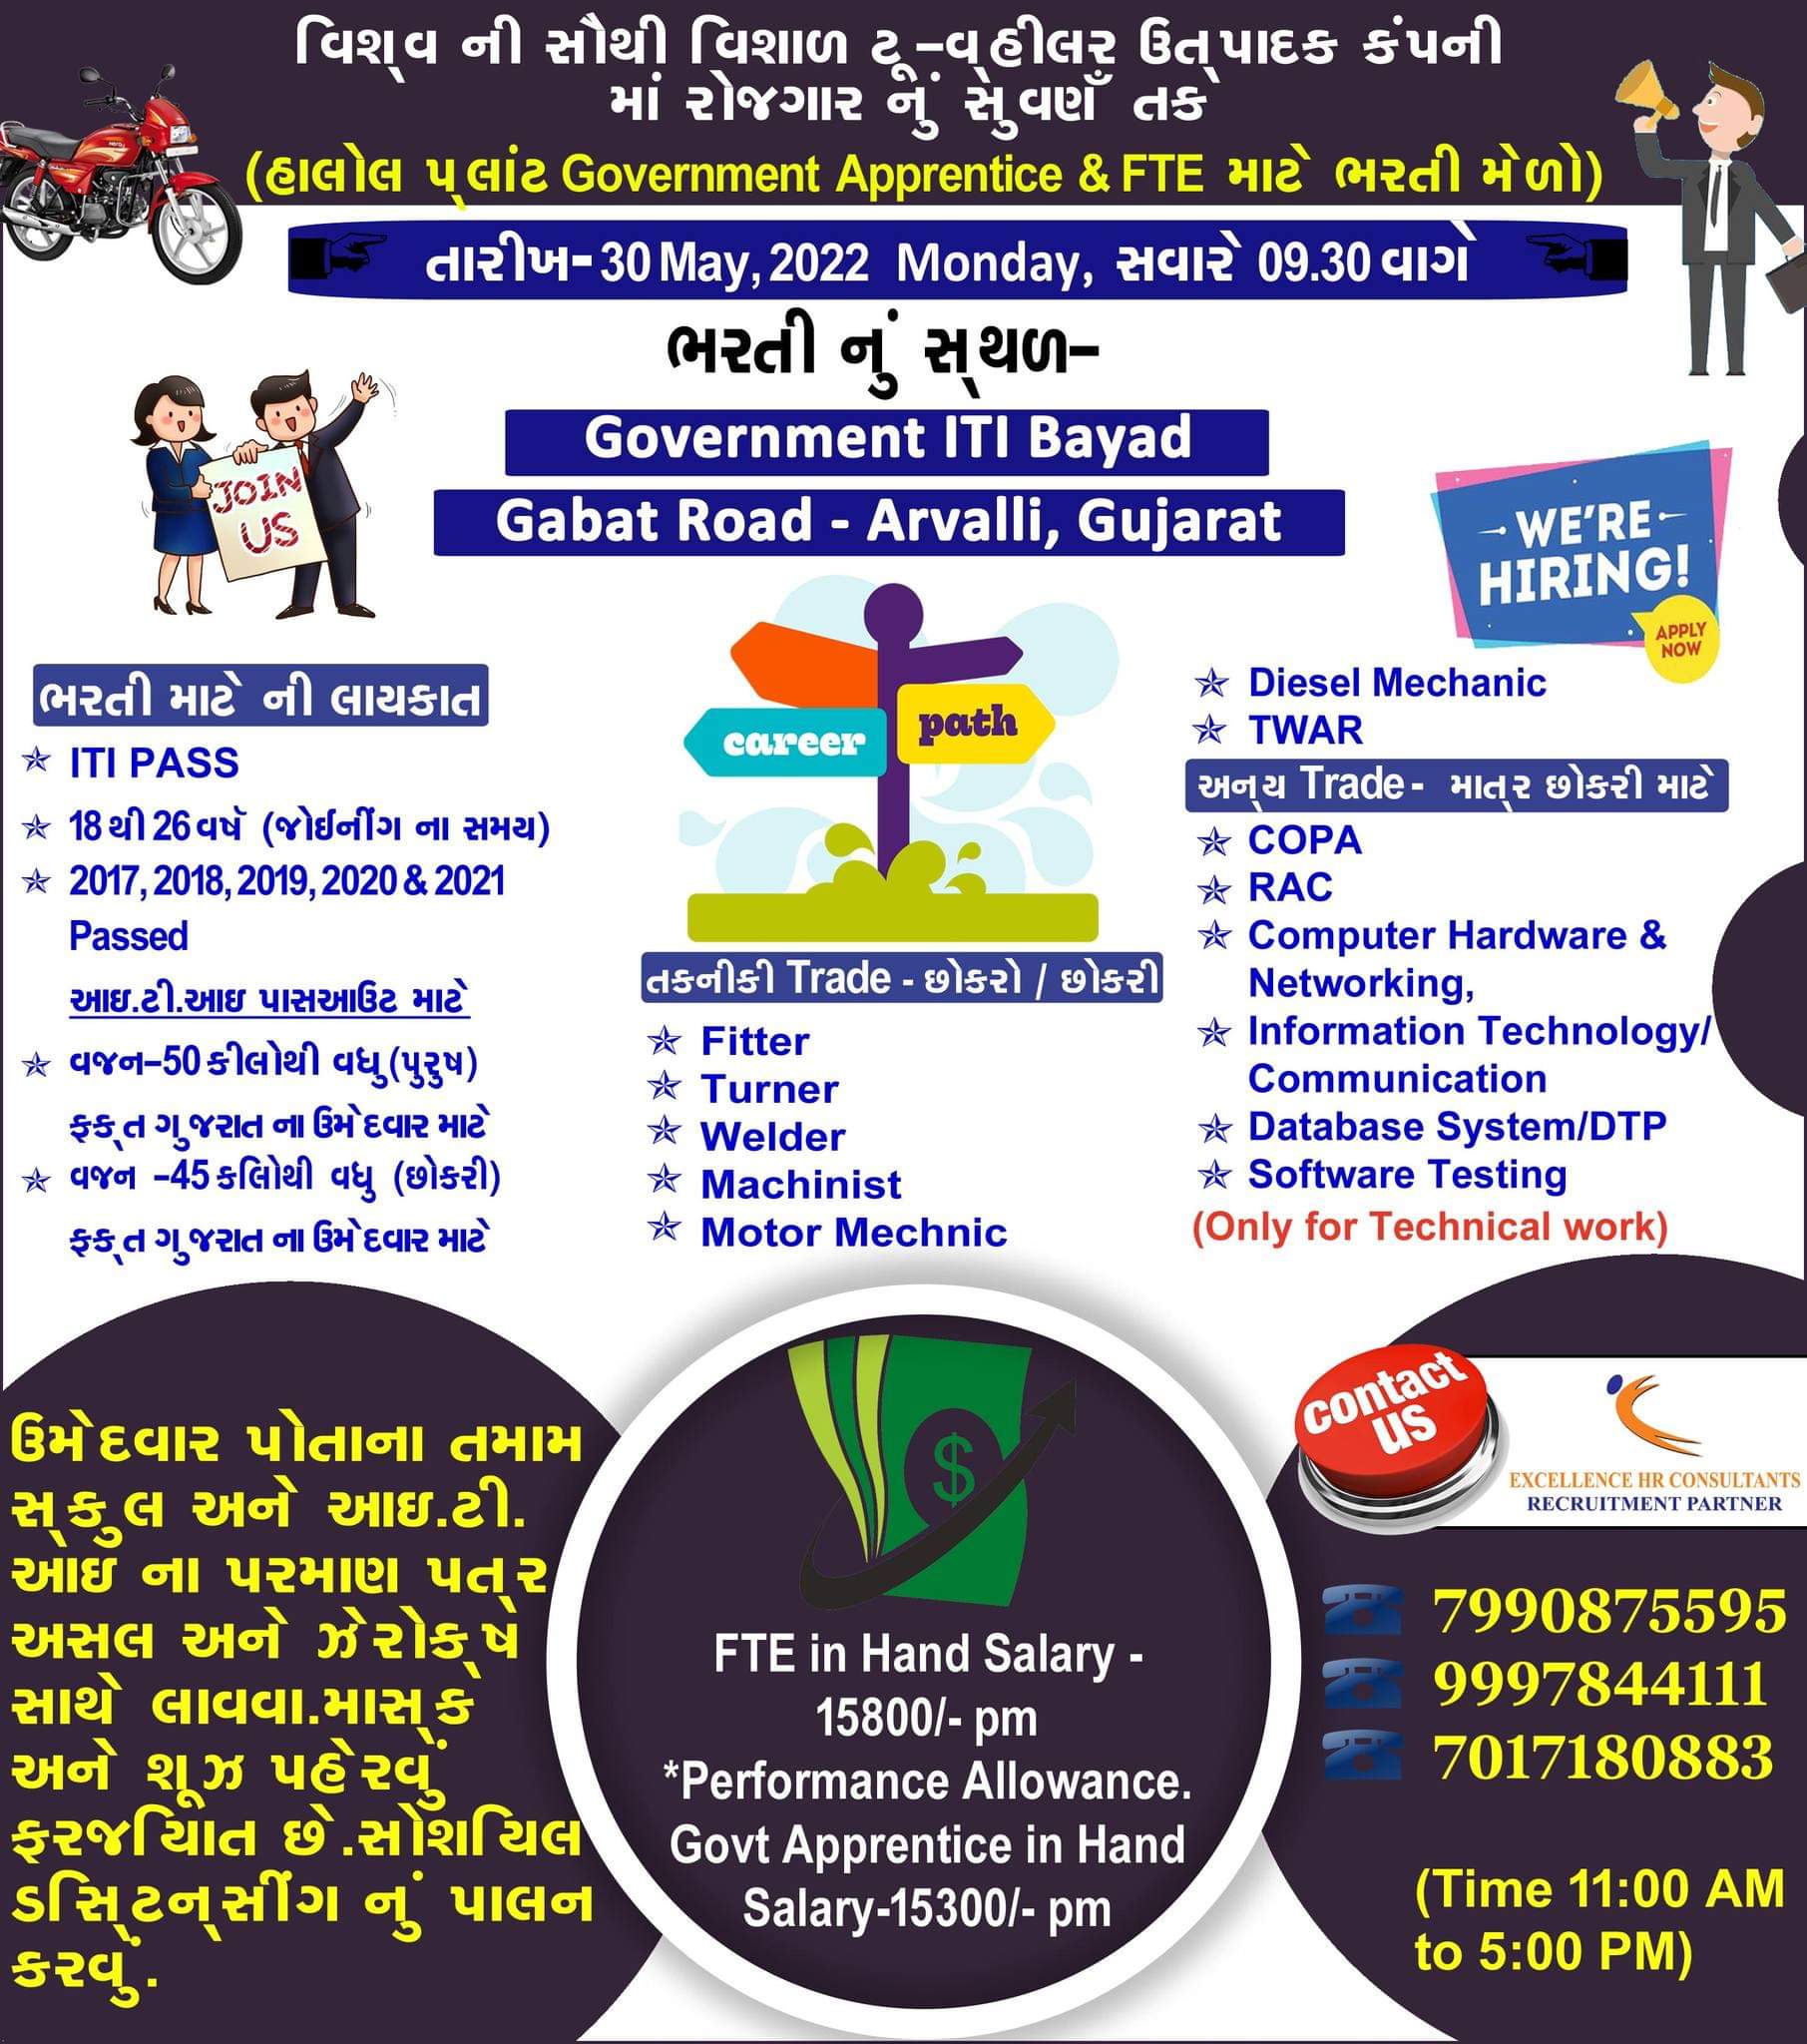 વિશ્વ ની સૌથી વિશાળ ટૂ-વ્હીલર ઉત્પાદક કંપની
માં રોજગાર નું સુવર્ણ તક
(હાલોલ પ્લાંટ Government Apprentice & FTE માટે ભરતી મેળો)
તારીખ- 30 May, 2022 Monday, સવારે 09.30 વાગે
ભરતી નું સ્થળ-
Government ITI Bayad
Gabat Road - Arvalli, Gujarat
JOIN
US
WE'RE
HIRING!
APPLY
NOW
career
path
ભરતી માટે ની લાયકાત
ITI PASS
18 થી 26 વર્ષ (જોઈનીંગ ના સમય)
2017, 2018, 2019, 2020 & 2021
Passed
આઇ.ટી.આઇ પાસઆઉટ માટે
વજન-50 કીલોથી વધુ (પુરુષ)
ફક્ત ગુજરાત ના ઉમેદવાર માટે
વજન -45 કલિોથી વધુ (છોકરી)
ફક્ત ગુજરાત ના ઉમેદવાર માટે
તકનીકી Trade - છોકરો / છોકરી
Fitter
Turner
Welder
Machinist
Motor Mechnic
Diesel Mechanic
TWAR
અન્ય Trade - માત્ર છોકરી માટે
COPA
RAC
Computer Hardware &
Networking,
Information Technology/
Communication
Database System/DTP
Software Testing
(Only for Technical work)
ઉમેદવાર પોતાના તમામ
સ્કુલ અને આઇ.ટી.
આઇ ના પરમાણ પત્ર
અસલ અને ઝેરોક્ષે
સાથે લાવવા.માસ્ક
અને શૂઝ પહેરવું
ફરજયિાત છે.સોશયિલ
ડસ્ટિન્સીંગ નું પાલન
કરવું.
$
FTE in Hand Salary -
15800/- pm
*Performance Allowance.
Govt Apprentice in Hand
Salary-15300/- pm
contact
us
EXCELLENCE HR CONSULTANTS
RECRUITMENT PARTNER
7990875595
9997844111
7017180883
(Time 11:00 AM
to 5:00 PM)